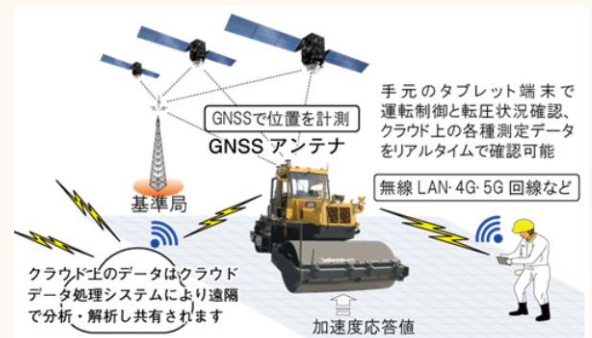 GNSSで位置を計測
GNSS アンテナ
手元のタブレット端末で
運転制御と転圧状況確認、
クラウド上の各種測定データ
をリアルタイムで確認可能
基準局
無線 LAN・4G・5G 回線など
クラウド上のデータはクラウド
データ処理システムにより遠隔
で分析・解析し共有されます
加速度応答値